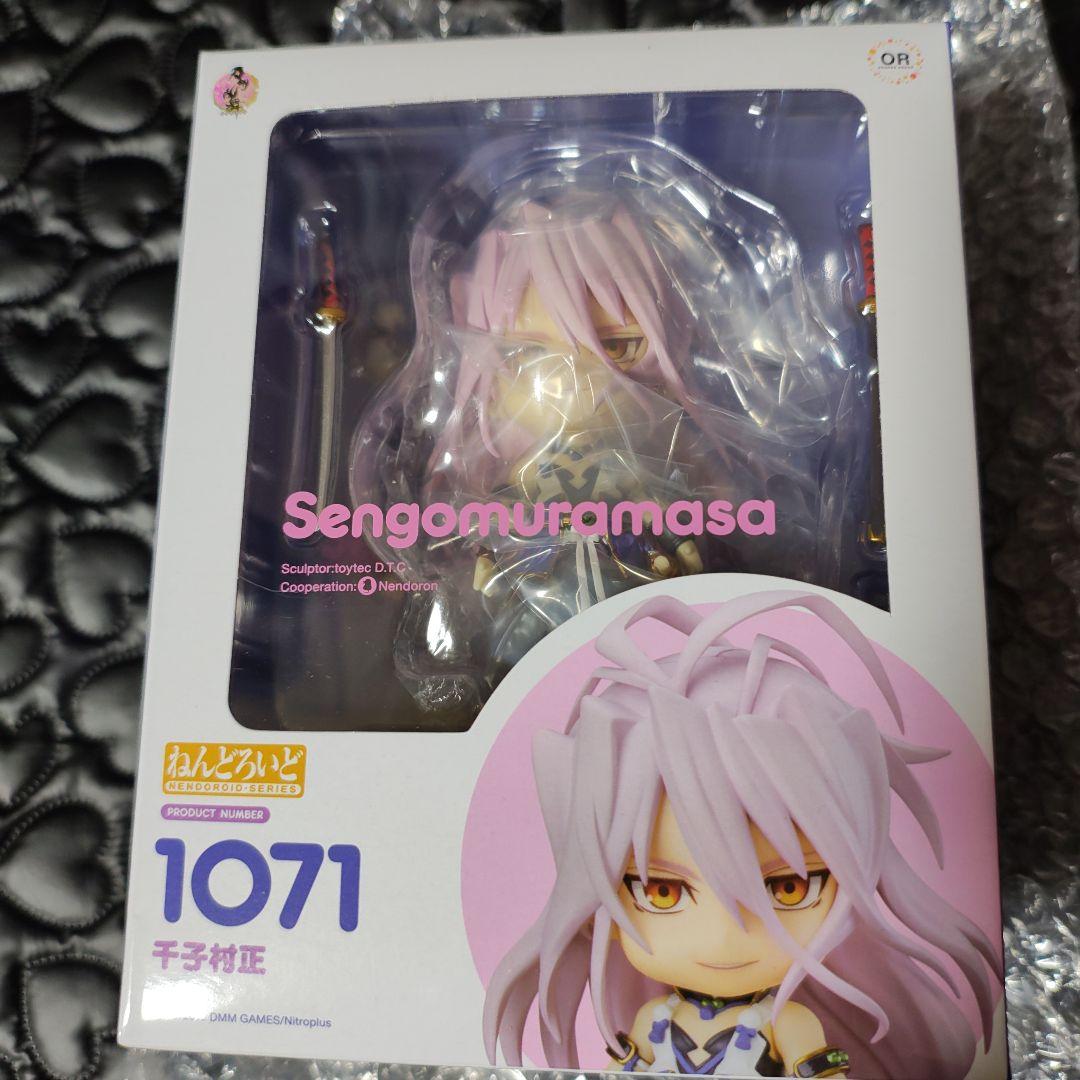 OR
Sengomuramasa
Sculptor:toytec D.T.C
Cooperation: Nendoron
ねんどろいど
NENDOROID·SERIES
PRODUCT NUMBER
1071
千子村正
DMM GAMES/Nitroplus